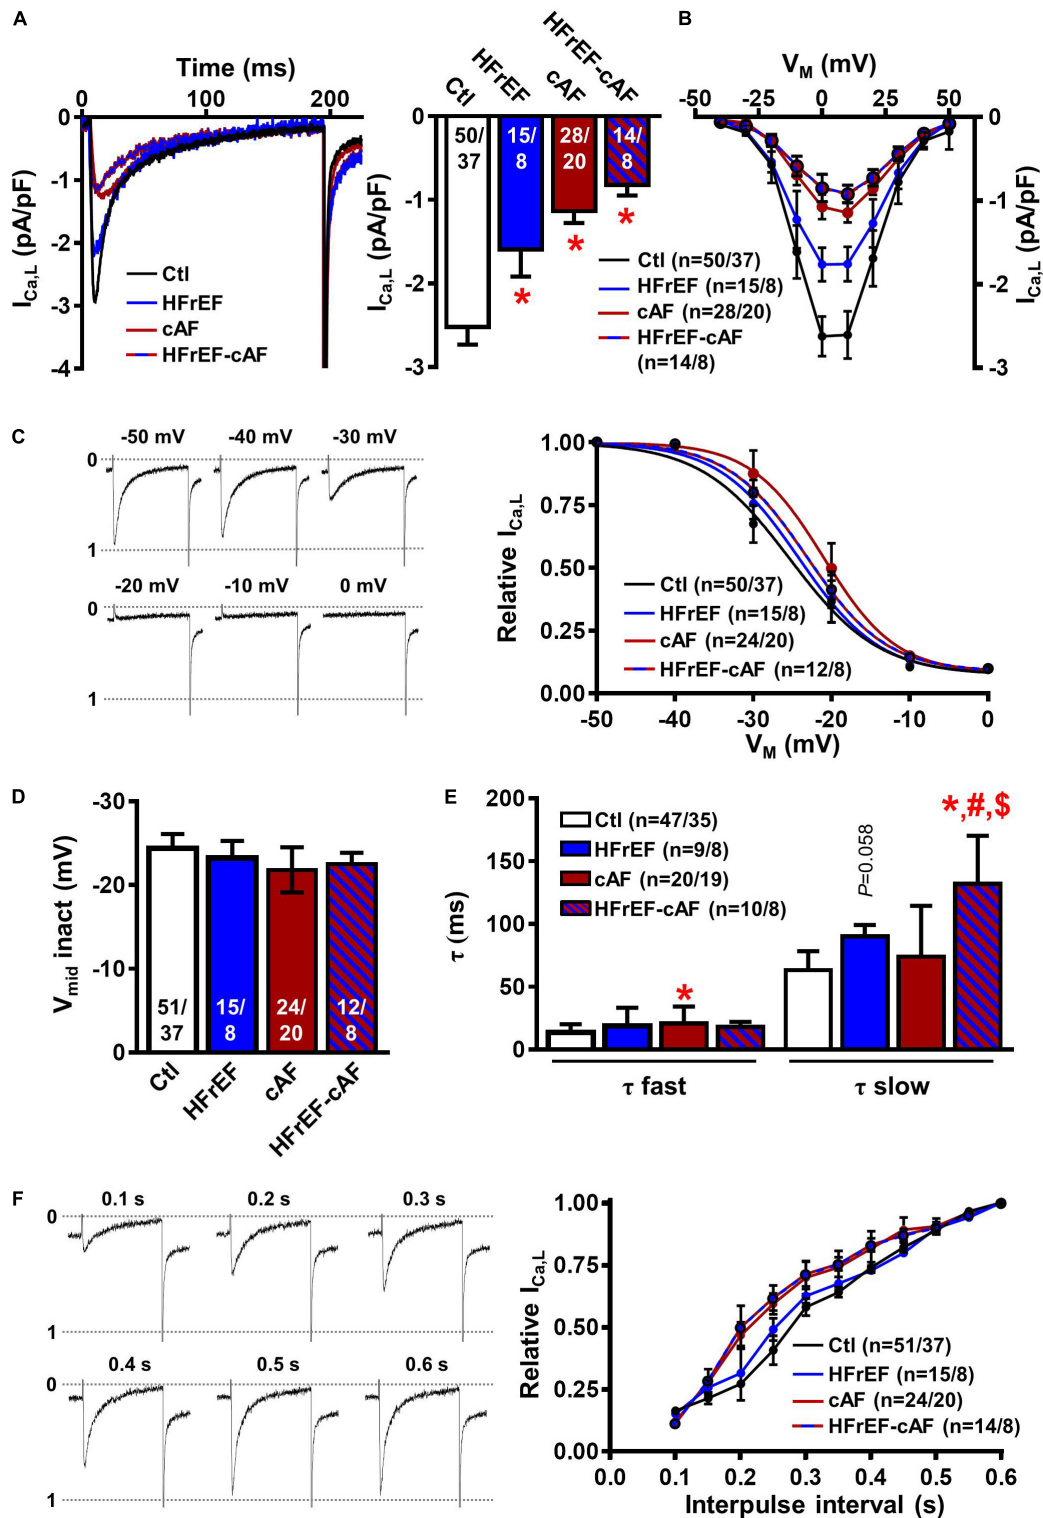 A
Time (ms)
0 100 200
0
-1
-2
-3
-4
I Ca,L (pA/pF)
Ctl
HFrEF
cAF
HFrEF-cAF
Ctl HFrEF cAF HFrEF-cAF
0
-1
-2
-3
I Ca,L (pA/pF)
50/ 15/ 28/ 14/
37 8 20 8
* * *
B
V M (mV)
-50 -25 0 25 50
0
-1
-2
-3
I Ca,L (pA/pF)
Ctl (n=50/37)
HFrEF (n=15/8)
cAF (n=28/20)
HFrEF-cAF
(n=14/8)
C
-50 mV -40 mV -30 mV
0
1
-20 mV -10 mV 0 mV
0
1
1.00
0.75
0.50
0.25
0.00
Relative I Ca,L
Ctl (n=50/37)
HFrEF (n=15/8)
cAF (n=24/20)
HFrEF-cAF (n=12/8)
-50 -40 -30 -20 -10 0
V M (mV)
D
-30
-20
-10
0
V mid inact (mV)
51/ 15/ 24/ 12/
37 8 20 8
Ctl HFrEF cAF HFrEF-cAF
E
200
150
100
50
0
τ (ms)
Ctl (n=47/35)
HFrEF (n=9/8)
cAF (n=20/19)
HFrEF-cAF (n=10/8)
*
P=0.058
*,#,$
τ fast τ slow
F
0.1 s 0.2 s 0.3 s
0
1
0.4 s 0.5 s 0.6 s
0
1
1.00
0.75
0.50
0.25
0.00
Relative I Ca,L
Ctl (n=51/37)
HFrEF (n=15/8)
cAF (n=24/20)
HFrEF-cAF (n=14/8)
0.0 0.1 0.2 0.3 0.4 0.5 0.6
Interpulse interval (s)